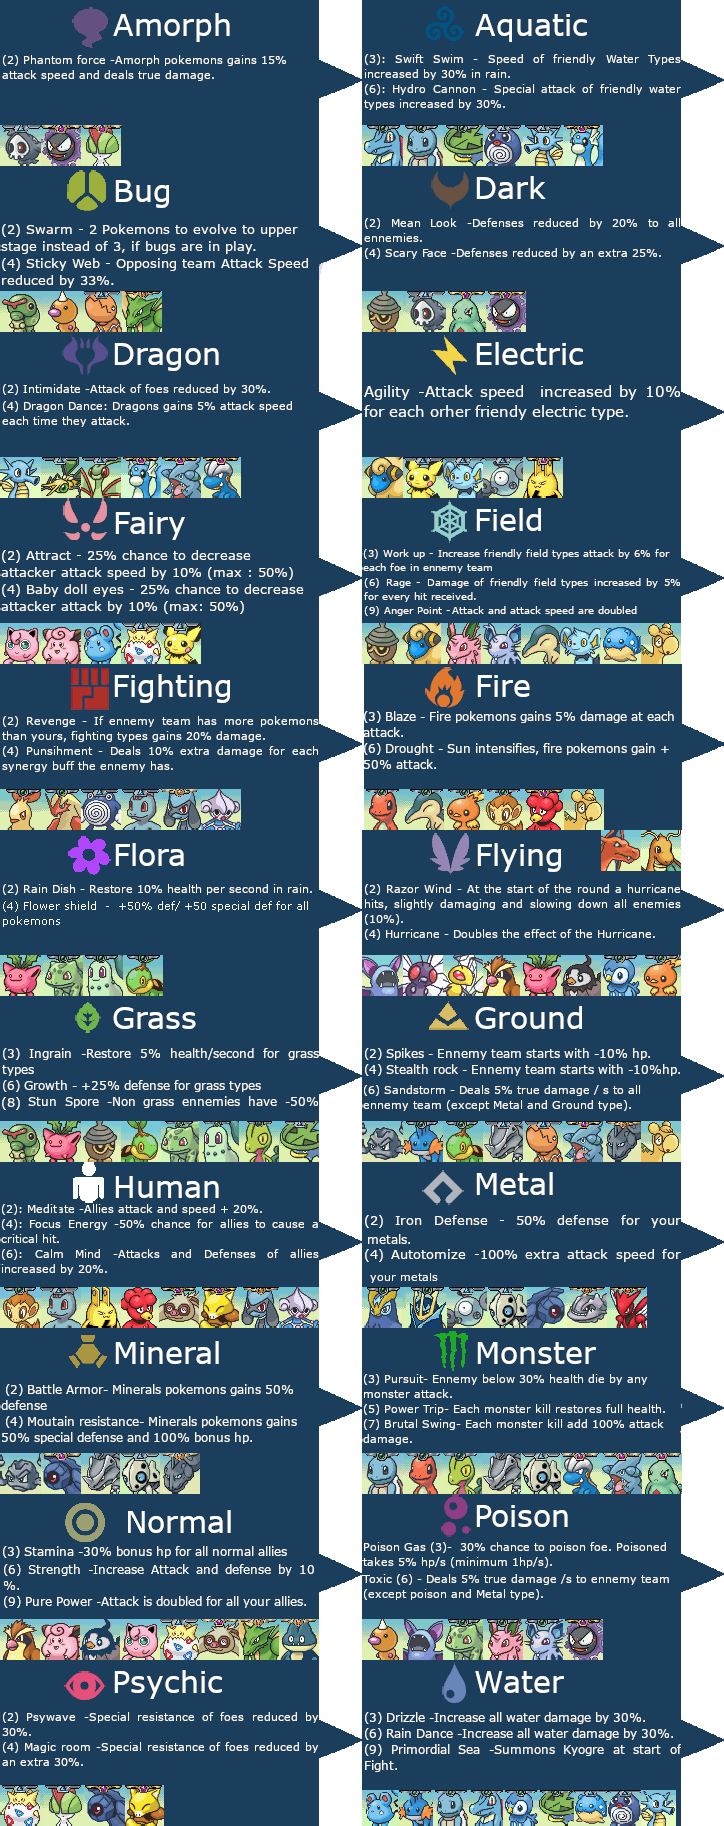 Amorph
(2) Phantom force -Amorph pokemons gains 15%
attack speed and deals true damage.
Aquatic
(3): Swift Swim - Speed of friendly Water Types
increased by 30% in rain.
(6): Hydro Cannon - Special attack of friendly water
types increased by 30%.
Bug
(2) Swarm - 2 Pokemons to evolve to upper
stage instead of 3, if bugs are in play.
(4) Sticky Web - Opposing team Attack Speed
reduced by 33%.
Dark
(2) Mean Look -Defenses reduced by 20% to all
ennemies.
(4) Scary Face -Defenses reduced by an extra 25%.
Dragon
(2) Intimidate -Attack of foes reduced by 30%.
(4) Dragon Dance: Dragons gains 5% attack speed
each time they attack.
Electric
Agility -Attack speed increased by 10%
for each orher friendy electric type.
Fairy
(2) Attract - 25% chance to decrease
attacker attack speed by 10% (max : 50%)
(4) Baby doll eyes - 25% chance to decrease
attacker attack by 10% (max: 50%)
Field
(3) Work up - Increase friendly field types attack by 6% for
each foe in ennemy team
(6) Rage - Damage of friendly field types increased by 5%
for every hit received.
(9) Anger Point -Attack and attack speed are doubled
Fighting
(2) Revenge - If ennemy team has more pokemons
than yours, fighting types gains 20% damage.
(4) Punsihment - Deals 10% extra damage for each
synergy buff the ennemy has.
Fire
(3) Blaze - Fire pokemons gains 5% damage at each
attack.
(6) Drought - Sun intensifies, fire pokemons gain +
50% attack.
Flora
(2) Rain Dish - Restore 10% health per second in rain.
(4) Flower shield - +50% def/ +50 special def for all
pokemons
Flying
(2) Razor Wind - At the start of the round a hurricane
hits, slightly damaging and slowing down all enemies
(10%).
(4) Hurricane - Doubles the effect of the Hurricane.
Grass
(3) Ingrain -Restore 5% health/second for grass
types
(6) Growth - +25% defense for grass types
(8) Stun Spore -Non grass ennemies have -50%
Ground
(2) Spikes - Ennemy team starts with -10% hp.
(4) Stealth rock - Ennemy team starts with -10%hp.
(6) Sandstorm - Deals 5% true damage / s to all
ennemy team (except Metal and Ground type).
Human
(2): Meditate -Allies attack and speed + 20%.
(4): Focus Energy -50% chance for allies to cause a
critical hit.
(6): Calm Mind -Attacks and Defenses of allies
increased by 20%.
Metal
(2) Iron Defense - 50% defense for your
metals.
(4) Autotomize -100% extra attack speed for
your metals
Mineral
(2) Battle Armor- Minerals pokemons gains 50%
defense
(4) Moutain resistance- Minerals pokemons gains
50% special defense and 100% bonus hp.
Monster
(3) Pursuit- Ennemy below 30% health die by any
monster attack.
(5) Power Trip- Each monster kill restores full health.
(7) Brutal Swing- Each monster kill add 100% attack
damage.
Normal
(3) Stamina -30% bonus hp for all normal allies
(6) Strength -Increase Attack and defense by 10
%.
(9) Pure Power -Attack is doubled for all your allies.
Poison
Poison Gas (3)- 30% chance to poison foe. Poisoned
takes 5% hp/s (minimum 1hp/s).
Toxic (6) - Deals 5% true damage /s to ennemy team
(except poison and Metal type).
Psychic
(2) Psywave -Special resistance of foes reduced by
30%.
(4) Magic room -Special resistance of foes reduced by
an extra 30%.
Water
(3) Drizzle -Increase all water damage by 30%.
(6) Rain Dance -Increase all water damage by 30%.
(9) Primordial Sea -Summons Kyogre at start of
Fight.